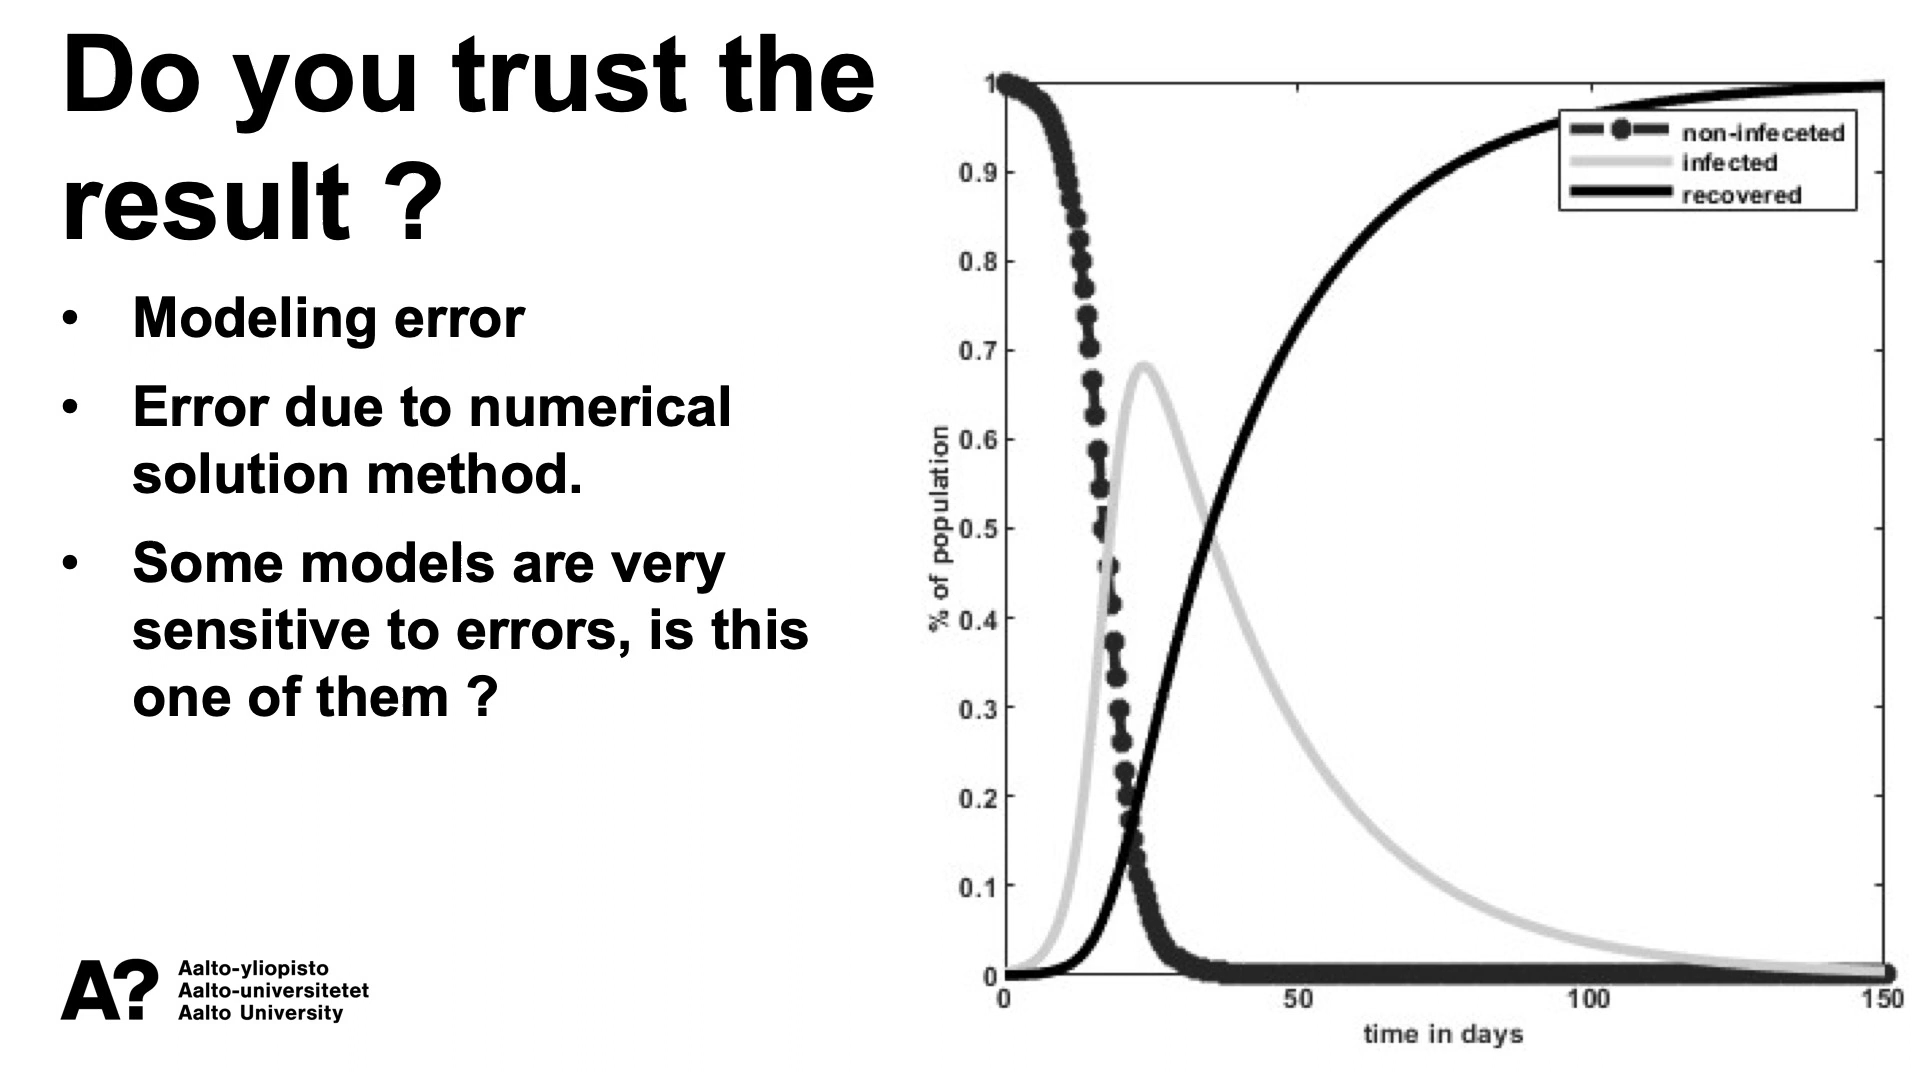 Do you trust the
result ?
• Modeling error
• Error due to numerical
solution method.
• Some models are very
sensitive to errors, is this
one of them ?
A?
Aalto-yliopisto
Aalto-universitetet
Aalto University
% of population
1
0.9
0.8
0.7
0.6
0.5
0.4
0.3
0.2
0.1
0
non-infeceted
infected
recovered
0 50 100 150
time in days